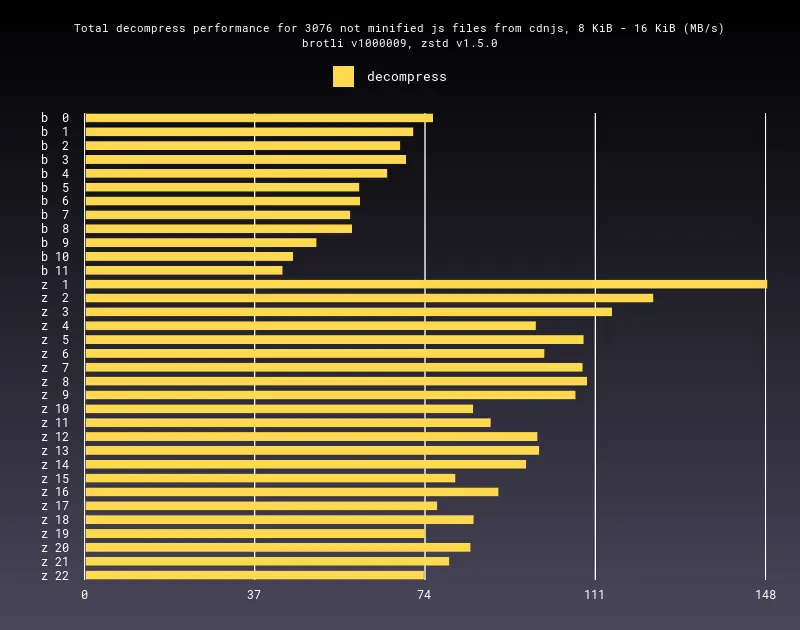 Total decompress performance for 3076 not minified js files from cdnjs, 8 KiB - 16 KiB (MB/s)
brotli v1000009, zstd v1.5.0
decompress
b 0
b 1
b 2
b 3
b 4
b 5
b 6
b 7
b 8
b 9
b 10
b 11
z 1
z 2
z 3
z 4
z 5
z 6
z 7
z 8
z 9
z 10
z 11
z 12
z 13
z 14
z 15
z 16
z 17
z 18
z 19
z 20
z 21
z 22
0 37 74 111 148